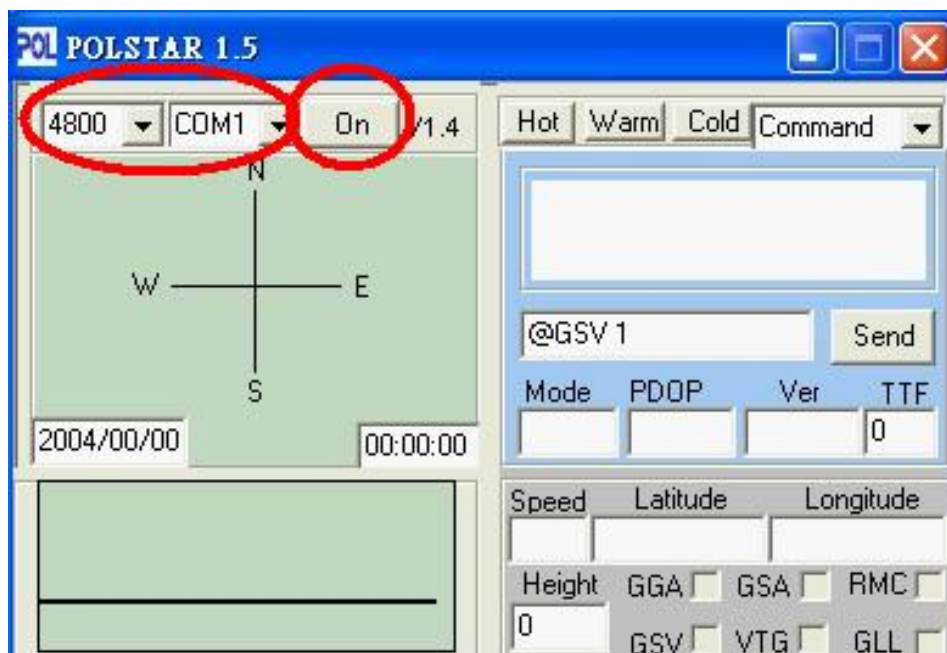 POL POLSTAR 1.5
4800 COM1 On V1.4
N
W E
S
2004/00/00 00:00:00
Hot Warm Cold Command
@GSV 1 Send
Mode PDOP Ver TTF
0
Speed Latitude Longitude
Height GGA GSA RMC
0
GSV VTG GLL